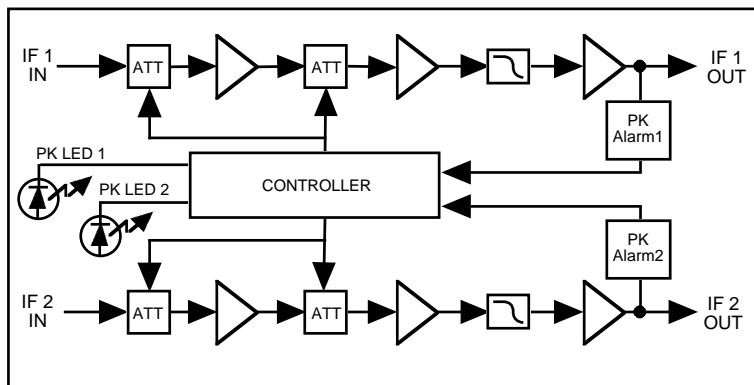 IF 1
IN
ATT
ATT
IF 1
OUT
PK
Alarm1
PK LED 1
CONTROLLER
PK LED 2
PK
Alarm2
IF 2
IN
ATT
ATT
IF 2
OUT